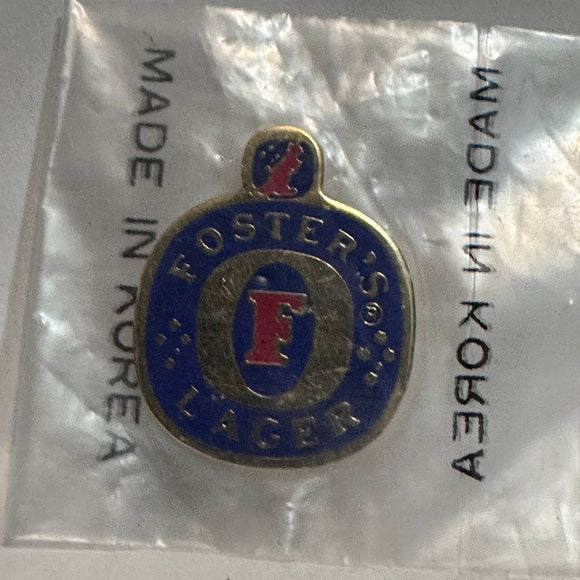 MADE IN KOREA
FOSTER'S®
F
LAGER
MADE IN KOREA